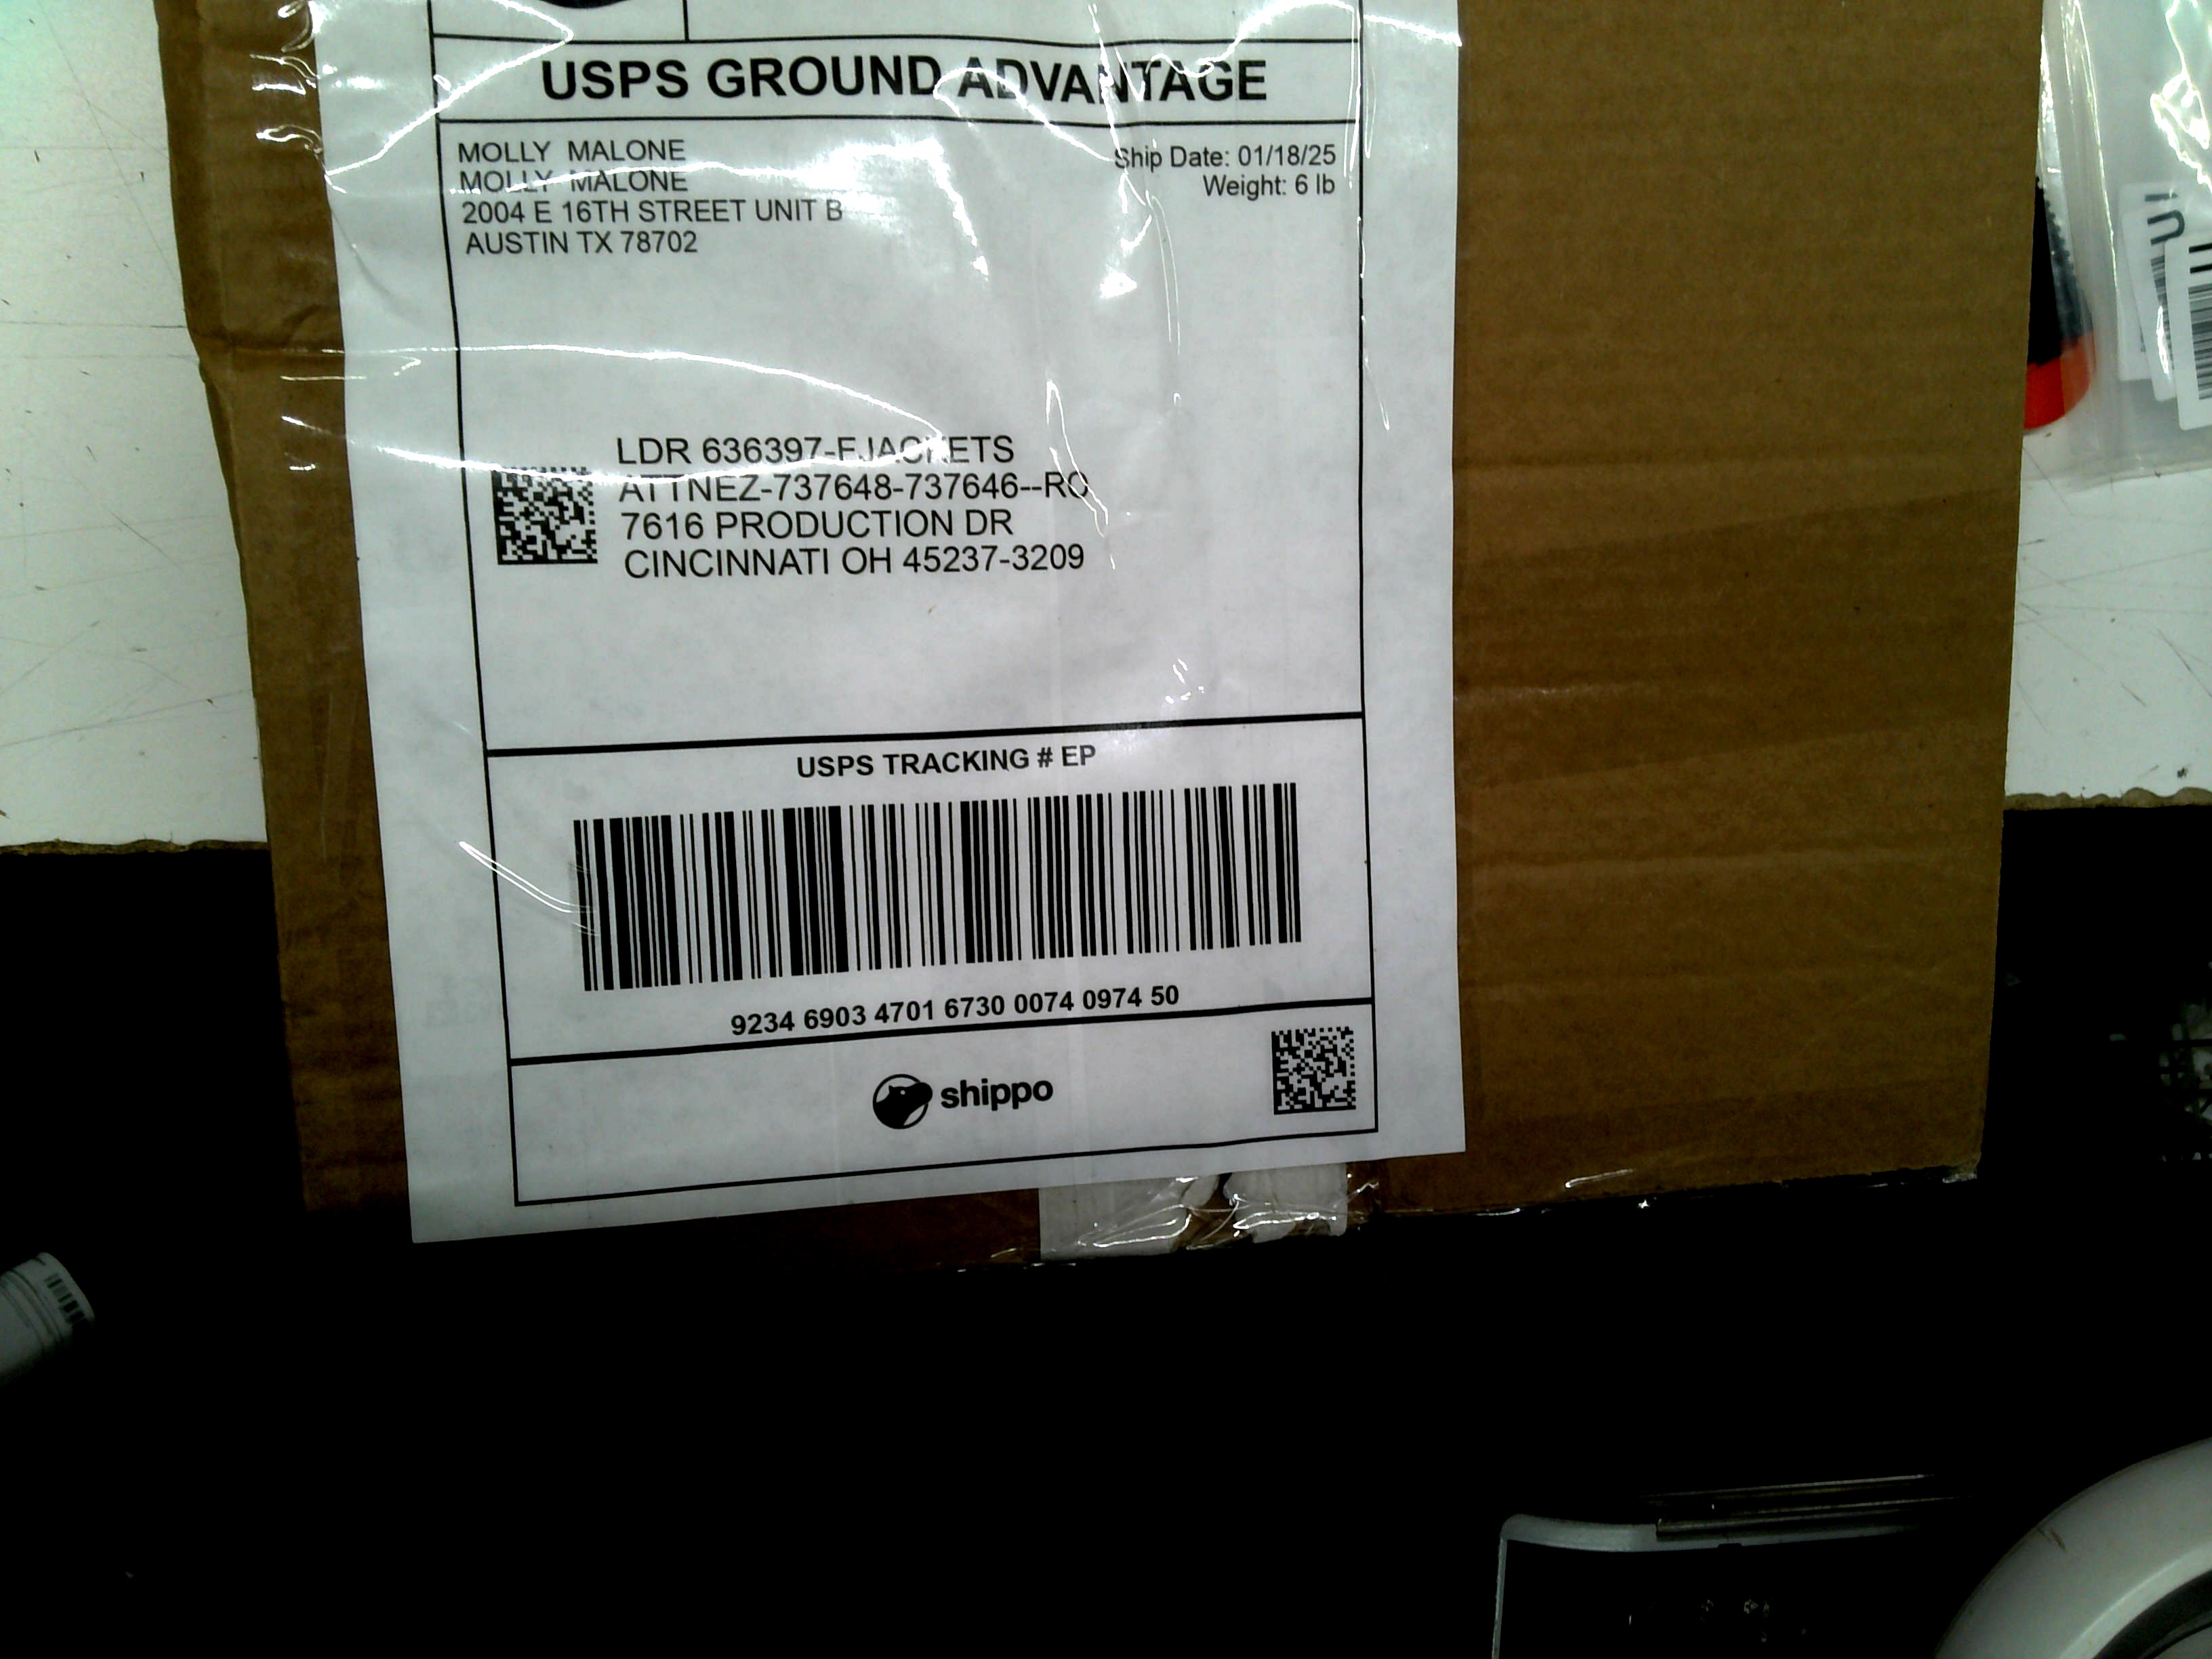 USPS GROUND ADVANTAGE
MOLLY MALONE
MOLLY MALONE
2004 E 16TH STREET UNIT B
AUSTIN TX 78702
Ship Date: 01/18/25
Weight: 6 lb
LDR 636397-FJACKETS
ATTNEZ-737648-737646--RO
7616 PRODUCTION DR
CINCINNATI OH 45237-3209
USPS TRACKING # EP
9234 6903 4701 6730 0074 0974 50
shippo